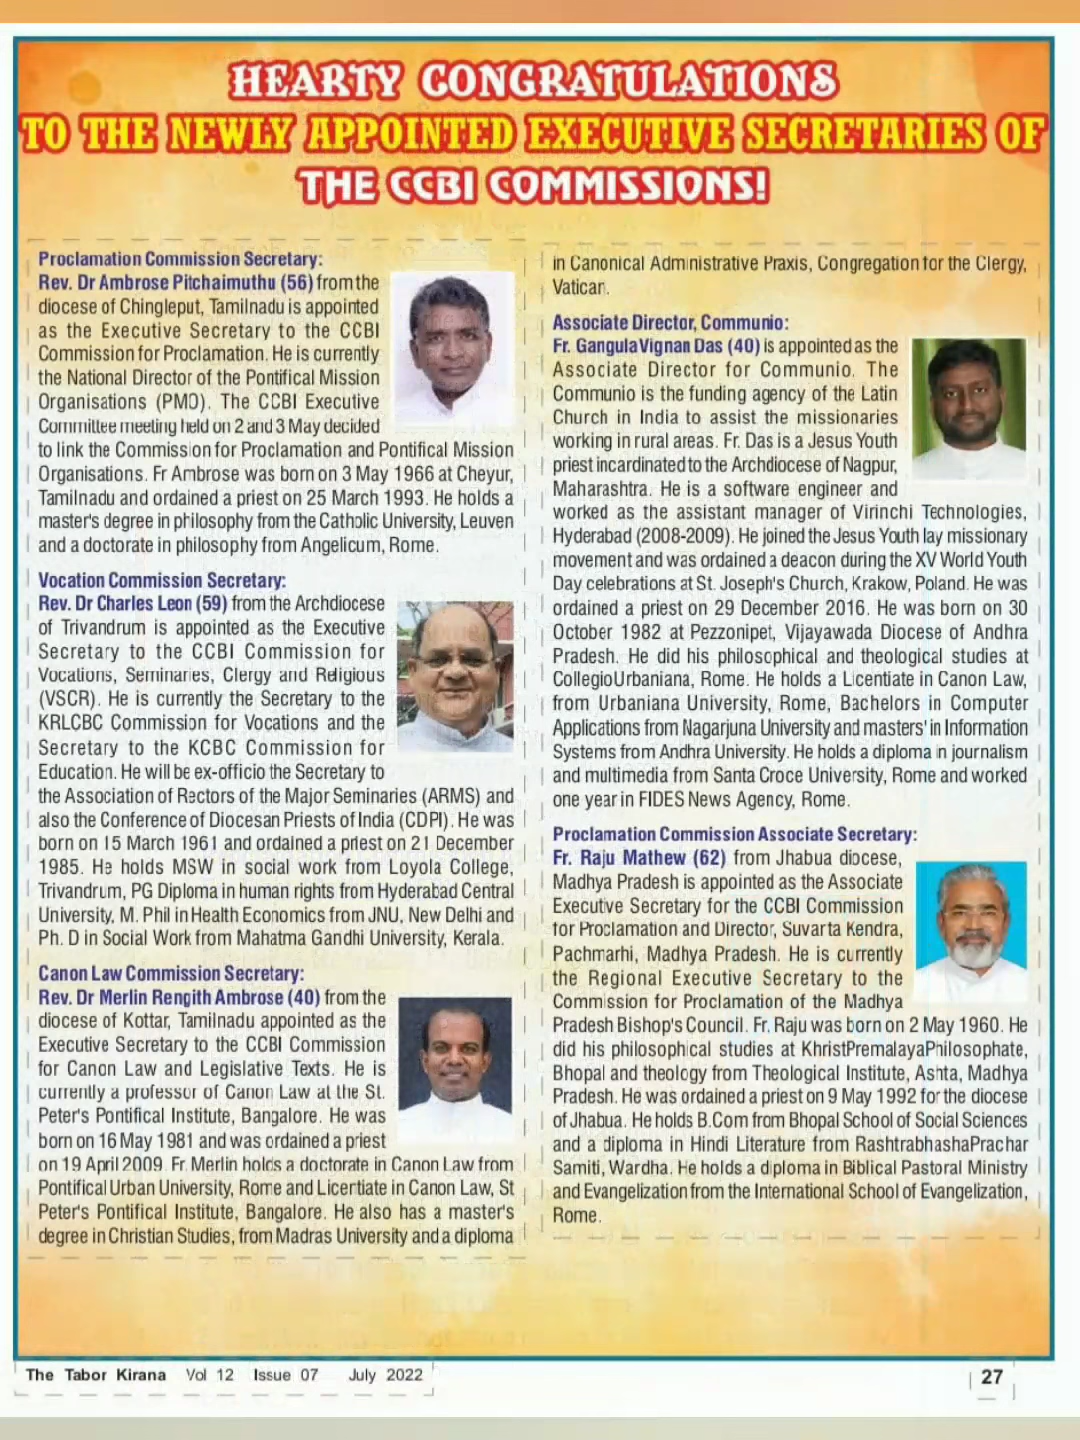 HEARTY CONGRATULATIONS
TO THE NEWLY APPOINTED EXECUTIVE SECRETARIES OF
THE CCBI COMMISSIONS!
Proclamation Commission Secretary:
Rev. Dr Ambrose Pitchaimuthu (56) from the
diocese of Chingleput, Tamilnadu is appointed
as the Executive Secretary to the CCBI
Commission for Proclamation. He is currently
the National Director of the Pontifical Mission
Organisations (PMO). The CCBI Executive
Committee meeting held on 2 and 3 May decided
to link the Commission for Proclamation and Pontifical Mission
Organisations. Fr Ambrose was born on 3 May 1966 at Cheyur,
Tamilnadu and ordained a priest on 25 March 1993. He holds a
master's degree in philosophy from the Catholic University, Leuven
and a doctorate in philosophy from Angelicum, Rome.
Vocation Commission Secretary:
Rev. Dr Charles Leon (59) from the Archdiocese
of Trivandrum is appointed as the Executive
Secretary to the CCBI Commission for
Vocations, Seminaries, Clergy and Religious
(VSCR). He is currently the Secretary to the
KRLCBC Commission for Vocations and the
Secretary to the KCBC Commission for
Education. He will be ex-officio the Secretary to
the Association of Rectors of the Major Seminaries (ARMS) and
also the Conference of Diocesan Priests of India (CDPI). He was
born on 15 March 1961 and ordained a priest on 21 December
1985. He holds MSW in social work from Loyola College,
Trivandrum, PG Diploma in human rights from Hyderabad Central
University, M. Phil in Health Economics from JNU, New Delhi and
Ph. D in Social Work from Mahatma Gandhi University, Kerala.
Canon Law Commission Secretary:
Rev. Dr Merlin Rengith Ambrose (40) from the
diocese of Kottar, Tamilnadu appointed as the
Executive Secretary to the CCBI Commission
for Canon Law and Legislative Texts. He is
currently a professor of Canon Law at the St.
Peter's Pontifical Institute, Bangalore. He was
born on 16 May 1981 and was ordained a priest
on 19 April 2009. Fr. Merlin holds a doctorate in Canon Law from
Pontifical Urban University, Rome and Licentiate in Canon Law, St
Peter's Pontifical Institute, Bangalore. He also has a master's
degree in Christian Studies, from Madras University and a diploma
in Canonical Administrative Praxis, Congregation for the Clergy,
Vatican.
Associate Director, Communio:
Fr. Gangula Vignan Das (40) is appointed as the
Associate Director for Communio. The
Communio is the funding agency of the Latin
Church in India to assist the missionaries
working in rural areas. Fr. Das is a Jesus Youth
priest incardinated to the Archdiocese of Nagpur,
Maharashtra. He is a software engineer and
worked as the assistant manager of Virinchi Technologies,
Hyderabad (2008-2009). He joined the Jesus Youth lay missionary
movement and was ordained a deacon during the XV World Youth
Day celebrations at St. Joseph's Church, Krakow, Poland. He was
ordained a priest on 29 December 2016. He was born on 30
October 1982 at Pezzonipet, Vijayawada Diocese of Andhra
Pradesh. He did his philosophical and theological studies at
CollegioUrbaniana, Rome. He holds a Licentiate in Canon Law,
from Urbaniana University, Rome, Bachelors in Computer
Applications from Nagarjuna University and masters' in Information
Systems from Andhra University. He holds a diploma in journalism
and multimedia from Santa Croce University, Rome and worked
one year in FIDES News Agency, Rome.
Proclamation Commission Associate Secretary:
Fr. Raju Mathew (62) from Jhabua diocese,
Madhya Pradesh is appointed as the Associate
Executive Secretary for the CCBI Commission
for Proclamation and Director, Suvarta Kendra,
Pachmarhi, Madhya Pradesh. He is currently
the Regional Executive Secretary to the
Commission for Proclamation of the Madhya
Pradesh Bishop's Council. Fr. Raju was born on 2 May 1960. He
did his philosophical studies at KhristPremalayaPhilosophate,
Bhopal and theology from Theological Institute, Ashta, Madhya
Pradesh. He was ordained a priest on 9 May 1992 for the diocese
of Jhabua. He holds B.Com from Bhopal School of Social Sciences
and a diploma in Hindi Literature from RashtrabhashaPrachar
Samiti, Wardha. He holds a diploma in Biblical Pastoral Ministry
and Evangelization from the International School of Evangelization,
Rome.
The Tabor Kirana Vol 12 Issue 07 July 2022
27